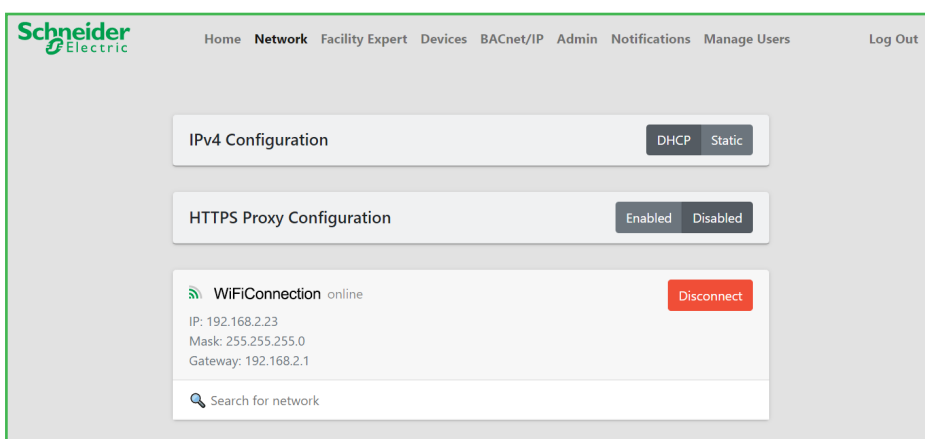 Schneider
Electric
Home Network Facility Expert Devices BACnet/IP Admin Notifications Manage Users Log Out
IPv4 Configuration DHCP Static
HTTPS Proxy Configuration Enabled Disabled
WiFiConnection online Disconnect
IP: 192.168.2.23
Mask: 255.255.255.0
Gateway: 192.168.2.1
Search for network